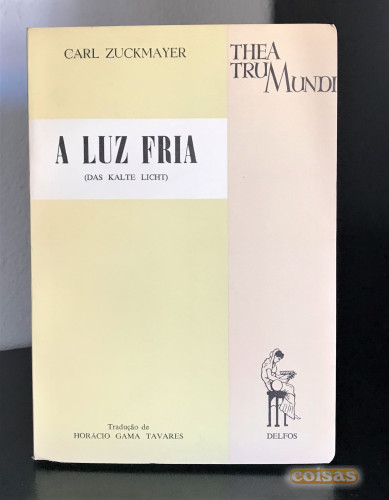 CARL ZUCKMAYER
THEA
TRUMUNDI
A LUZ FRIA
(DAS KALTE LICHT)
Tradução de
HORÁCIO GAMA TAVARES
DELFOS
coisas